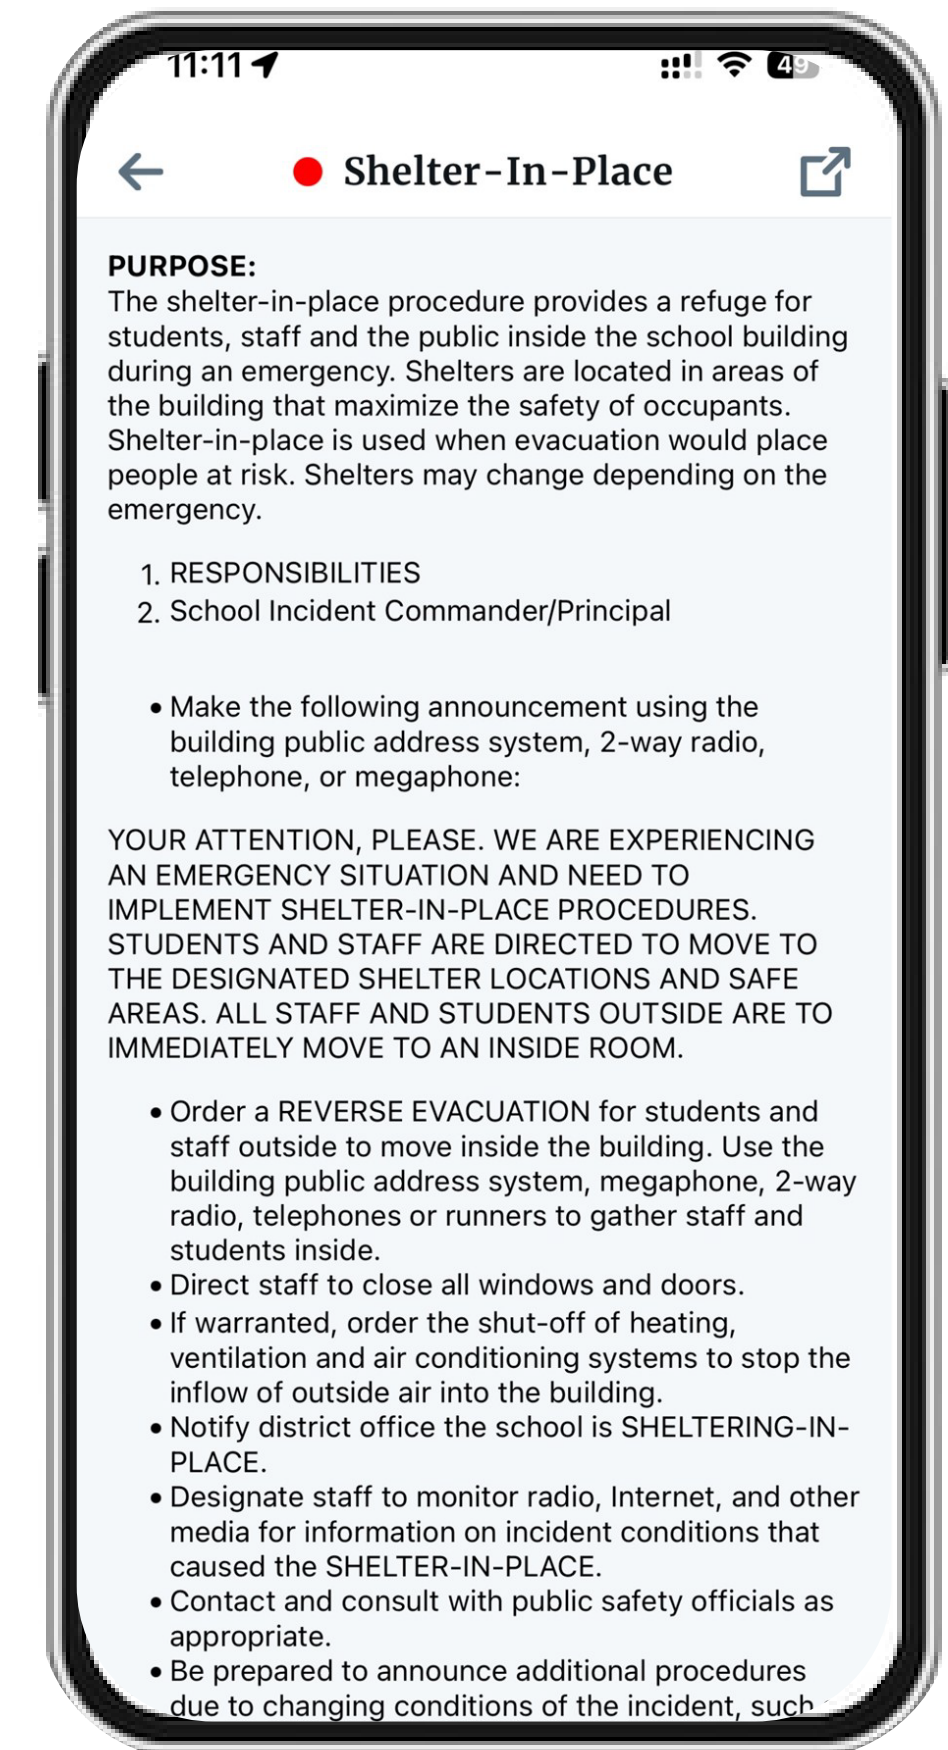 11:11
49
Shelter-In-Place
PURPOSE:
The shelter-in-place procedure provides a refuge for
students, staff and the public inside the school building
during an emergency. Shelters are located in areas of
the building that maximize the safety of occupants.
Shelter-in-place is used when evacuation would place
people at risk. Shelters may change depending on the
emergency.
1. RESPONSIBILITIES
2. School Incident Commander/Principal
• Make the following announcement using the
building public address system, 2-way radio,
telephone, or megaphone:
YOUR ATTENTION, PLEASE. WE ARE EXPERIENCING
AN EMERGENCY SITUATION AND NEED TO
IMPLEMENT SHELTER-IN-PLACE PROCEDURES.
STUDENTS AND STAFF ARE DIRECTED TO MOVE TO
THE DESIGNATED SHELTER LOCATIONS AND SAFE
AREAS. ALL STAFF AND STUDENTS OUTSIDE ARE TO
IMMEDIATELY MOVE TO AN INSIDE ROOM.
• Order a REVERSE EVACUATION for students and
staff outside to move inside the building. Use the
building public address system, megaphone, 2-way
radio, telephones or runners to gather staff and
students inside.
• Direct staff to close all windows and doors.
• If warranted, order the shut-off of heating,
ventilation and air conditioning systems to stop the
inflow of outside air into the building.
• Notify district office the school is SHELTERING-IN-
PLACE.
• Designate staff to monitor radio, Internet, and other
media for information on incident conditions that
caused the SHELTER-IN-PLACE.
• Contact and consult with public safety officials as
appropriate.
• Be prepared to announce additional procedures
due to changing conditions of the incident, such